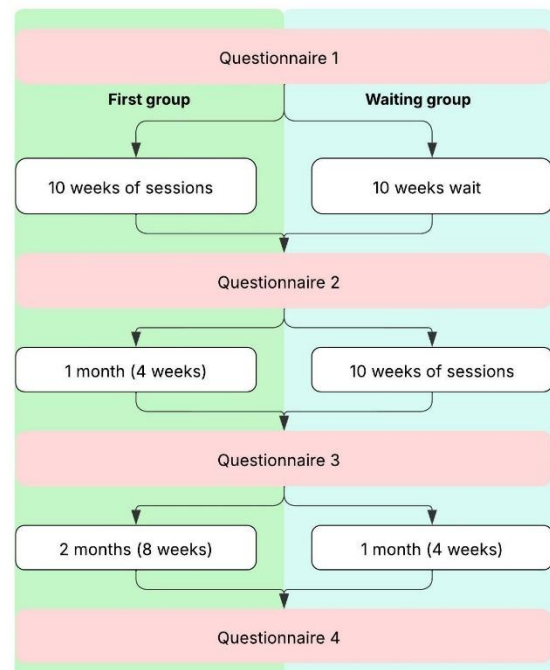 Questionnaire 1
First group
Waiting group
10 weeks of sessions
10 weeks wait
Questionnaire 2
1 month (4 weeks)
10 weeks of sessions
Questionnaire 3
2 months (8 weeks)
1 month (4 weeks)
Questionnaire 4